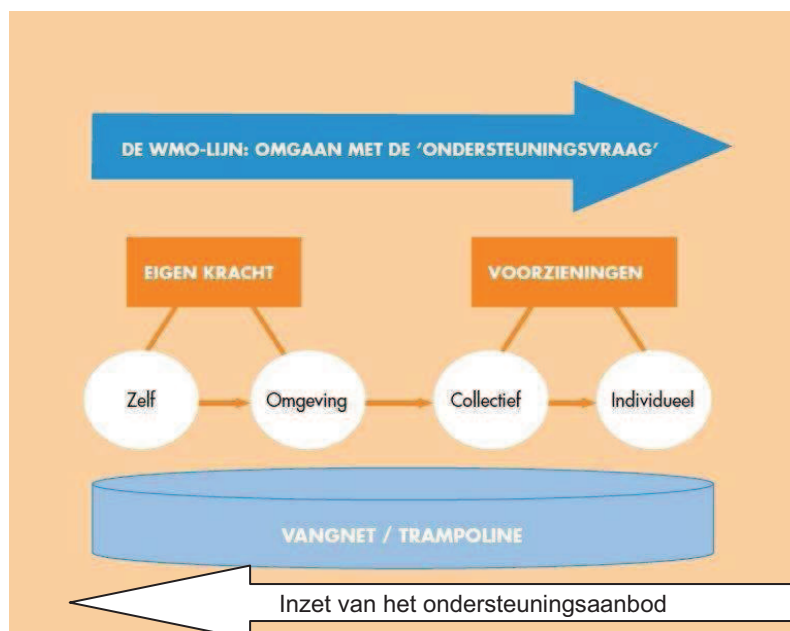 DE WMO-LIJN: OMGAAN MET DE 'ONDERSTEUNINGSVRAAG'
EIGEN KRACHT
VOORZIENINGEN
Zelf
Omgeving
Collectief
Individueel
VANGNET / TRAMPOLINE
Inzet van het ondersteuningsaanbod